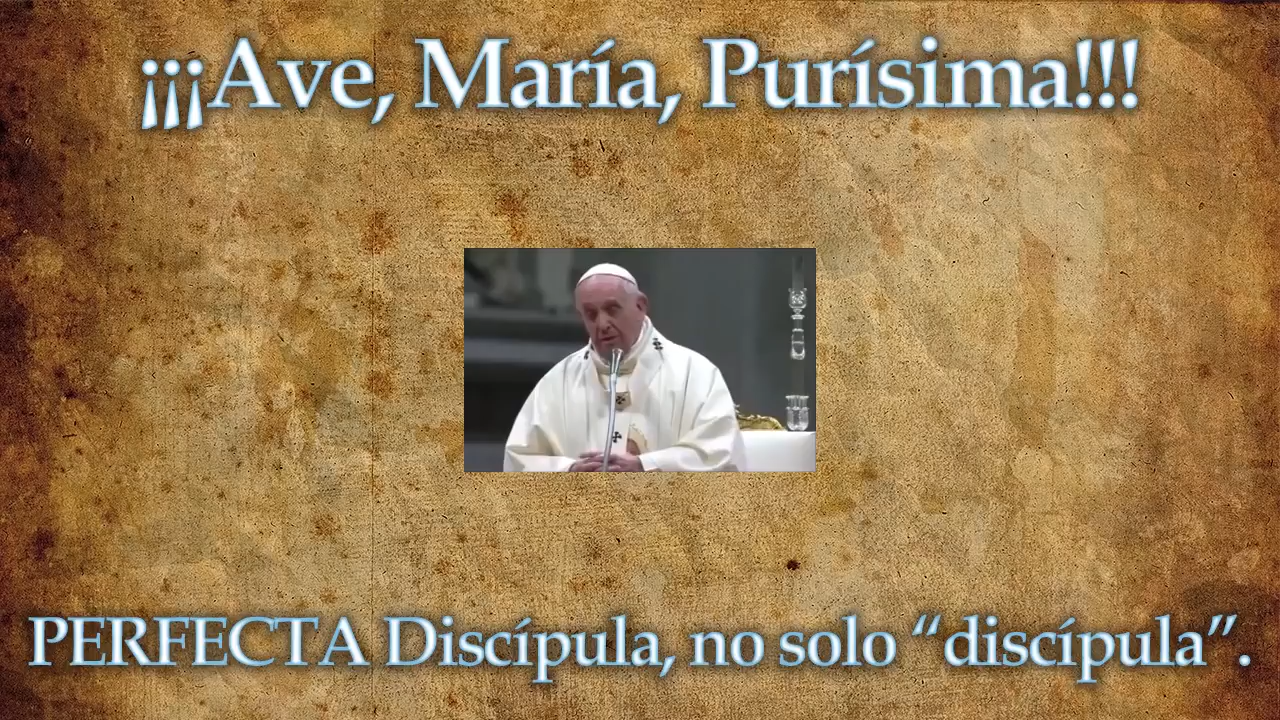 ¡¡¡Ave, María, Purísima!!!
PERFECTA Discípula, no solo “discípula”.